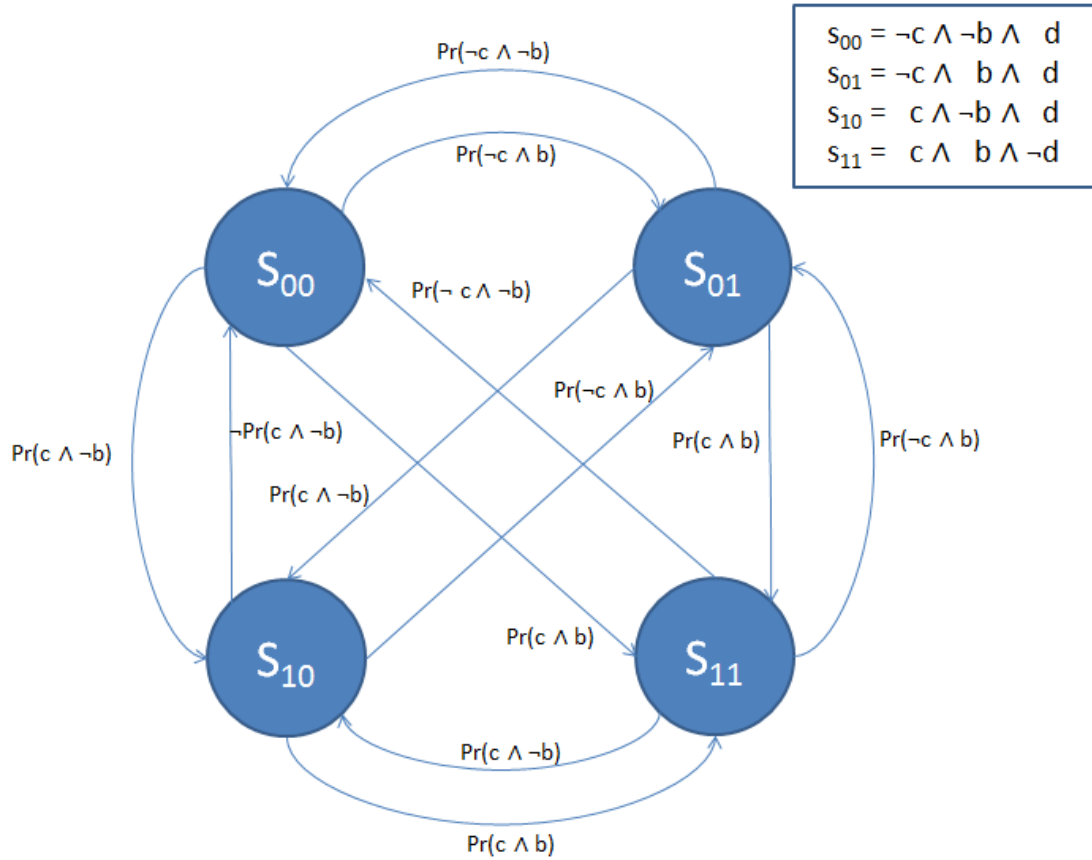 s00 = ¬c ∧ ¬b ∧ d
s01 = ¬c ∧ b ∧ d
s10 = c ∧ ¬b ∧ d
s11 = c ∧ b ∧ ¬d
Pr(¬c ∧ ¬b)
Pr(¬c ∧ b)
S00
S01
Pr(¬ c ∧ ¬b)
Pr(¬c ∧ b)
Pr(c ∧ ¬b)
¬Pr(c ∧ ¬b)
Pr(c ∧ b)
Pr(¬c ∧ b)
Pr(c ∧ ¬b)
Pr(c ∧ b)
S10
S11
Pr(c ∧ ¬b)
Pr(c ∧ b)